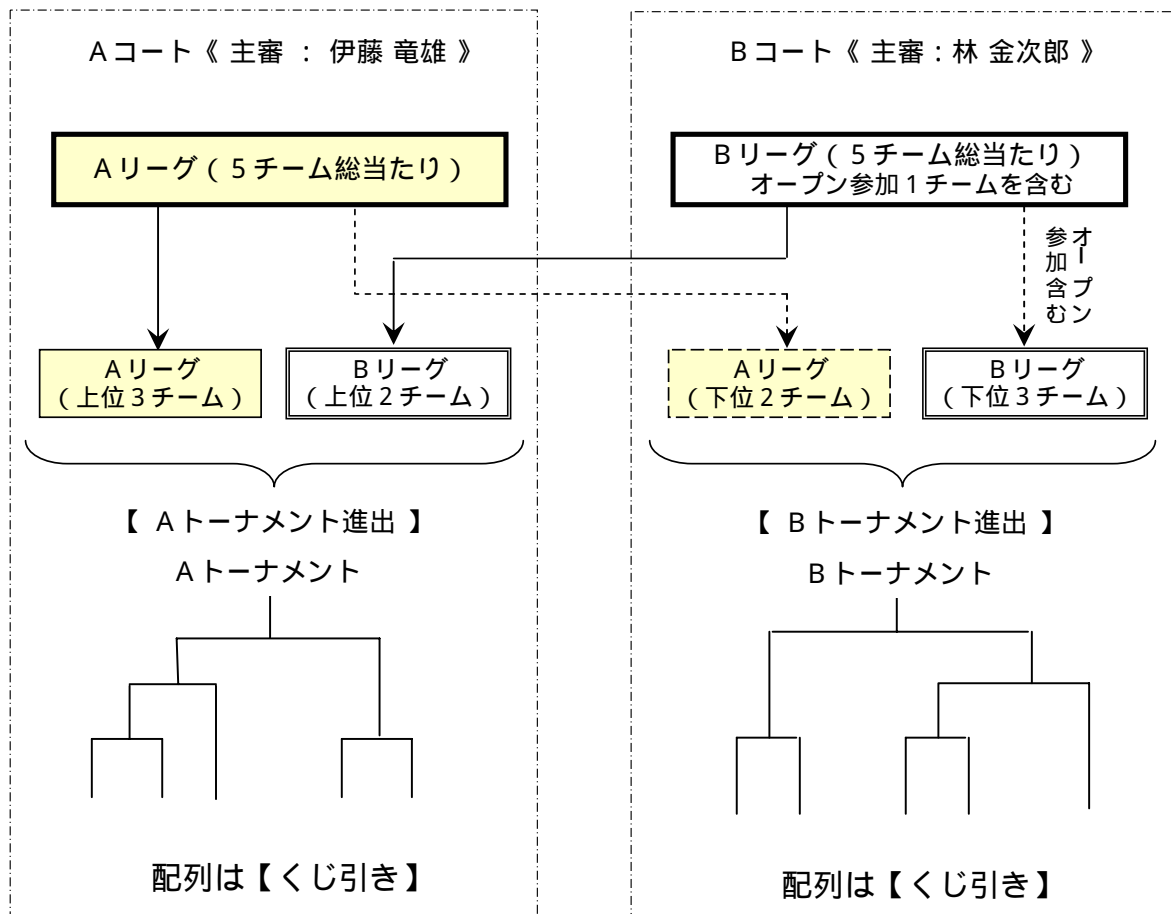 Aコート《 主審 : 伊藤 竜雄 》
Aリーグ(5チーム総当たり)
Aリーグ
(上位3チーム)
Bリーグ
(上位2チーム)
【 Aトーナメント進出 】
Aトーナメント
配列は【くじ引き】
Bコート《 主審:林 金次郎 》
Bリーグ(5チーム総当たり)
オープン参加1チームを含む
オープン
参加含む
Aリーグ
(下位2チーム)
Bリーグ
(下位3チーム)
【 Bトーナメント進出 】
Bトーナメント
配列は【くじ引き】